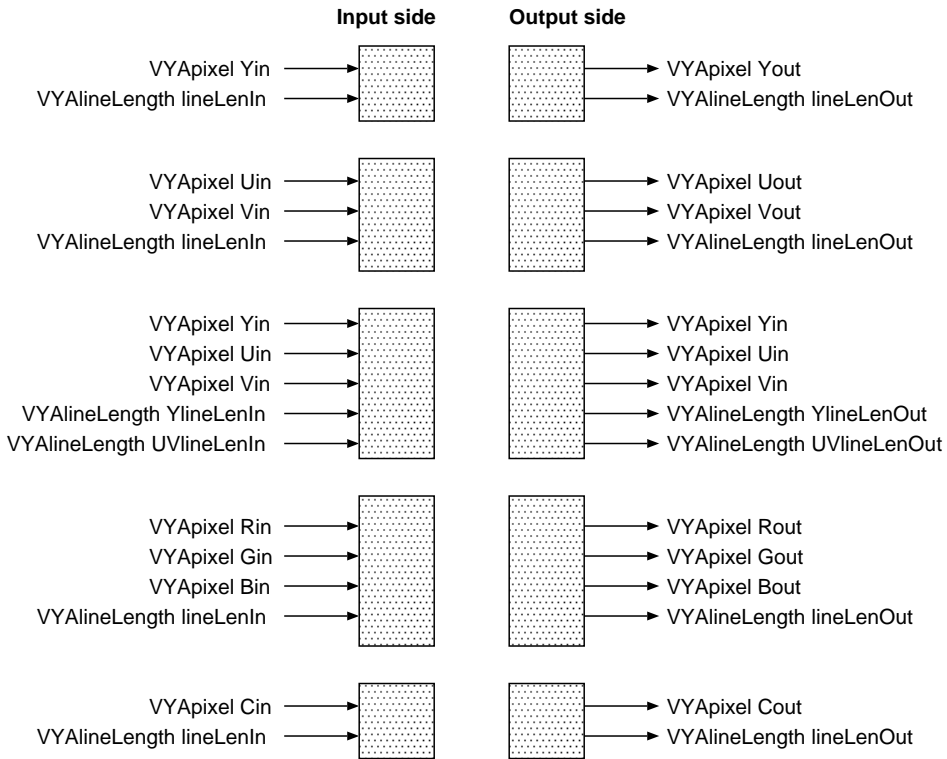 Input side Output side
VYApixel Yin VYApixel Yout
VYAlineLength lineLenIn VYAlineLength lineLenOut
VYApixel Uin VYApixel Uout
VYApixel Vin VYApixel Vout
VYAlineLength lineLenIn VYAlineLength lineLenOut
VYApixel Yin VYApixel Yin
VYApixel Uin VYApixel Uin
VYApixel Vin VYApixel Vin
VYAlineLength YlineLenIn VYAlineLength YlineLenOut
VYAlineLength UVlineLenIn VYAlineLength UVlineLenOut
VYApixel Rin VYApixel Rout
VYApixel Gin VYApixel Gout
VYApixel Bin VYApixel Bout
VYAlineLength lineLenIn VYAlineLength lineLenOut
VYApixel Cin VYApixel Cout
VYAlineLength lineLenIn VYAlineLength lineLenOut